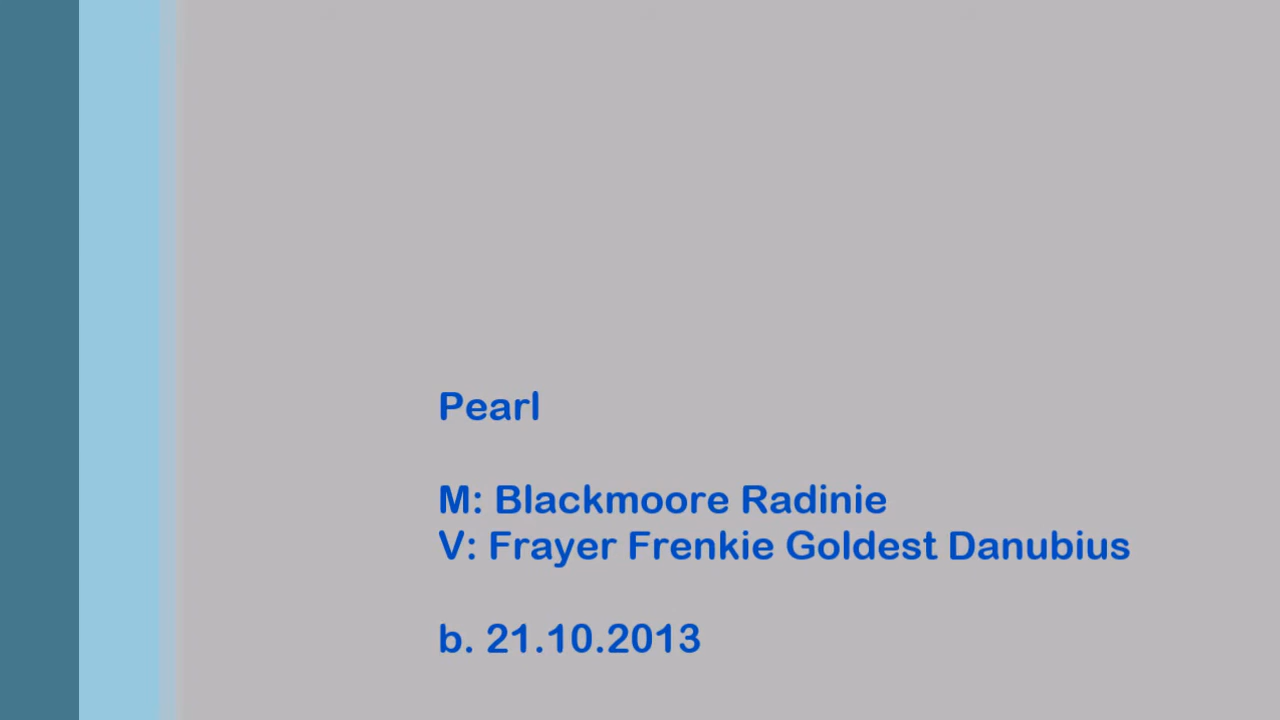 Pearl
M: Blackmoore Radinie
V: Frayer Frenkie Goldest Danubius
b. 21.10.2013